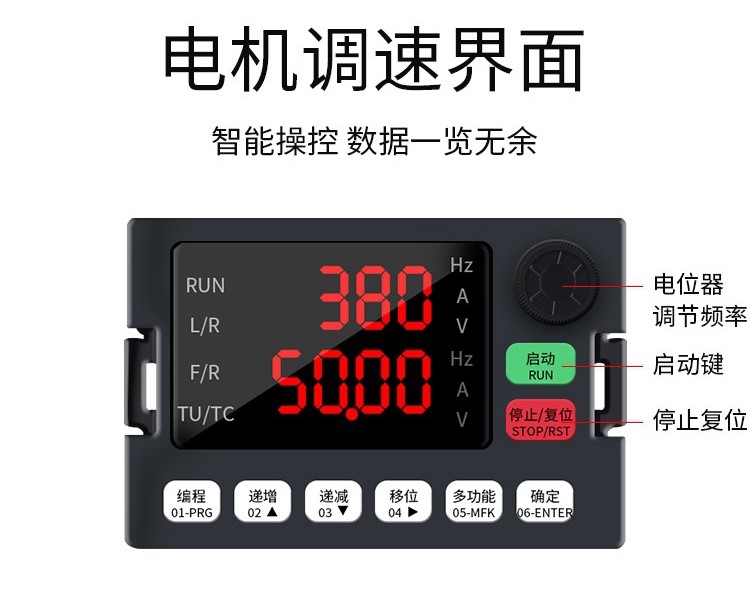 电机调速界面
智能操控 数据一览无余
RUN
L/R
F/R
TU/TC
380
50.00
Hz
A
V
Hz
A
V
电位器
调节频率
启动
RUN
启动键
停止/复位
STOP/RST
停止复位
编程
01-PRG
递增
02 ▲
递减
03 ▼
移位
04 ▶
多功能
05-MFK
确定
06-ENTER